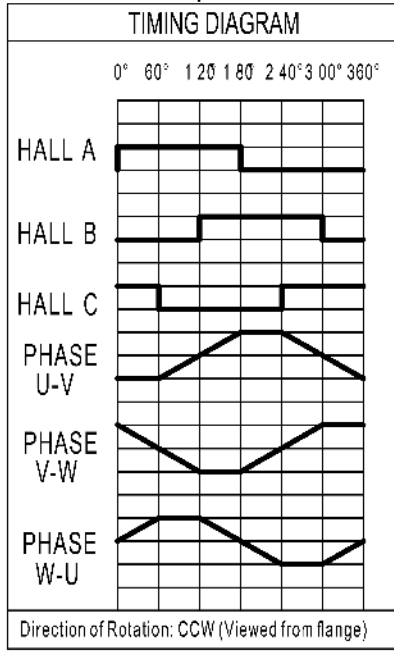 TIMING DIAGRAM
0° 60° 120° 180° 240° 300° 360°
HALL A
HALL B
HALL C
PHASE
U-V
PHASE
V-W
PHASE
W-U
Direction of Rotation: CCW (Viewed from flange)